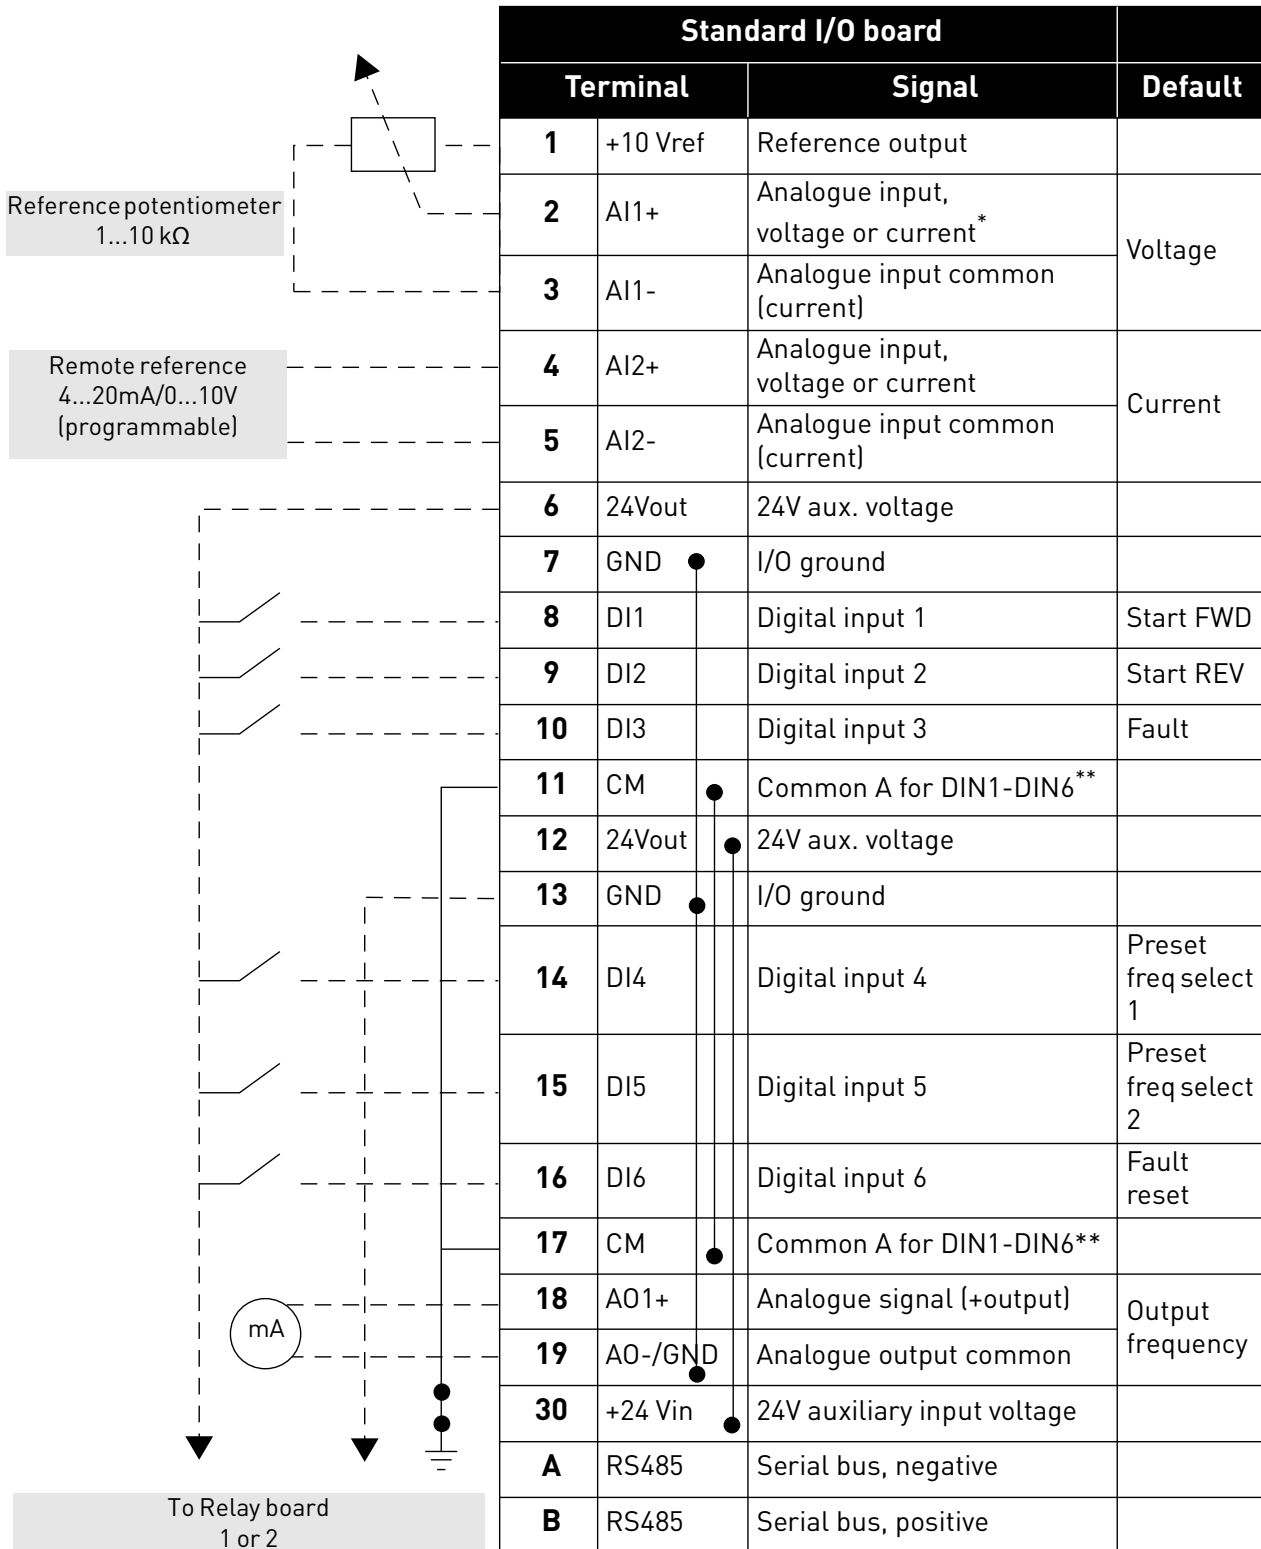 Standard I/O board
Terminal Signal Default
1 +10 Vref Reference output
Reference potentiometer
1...10 kΩ
2 AI1+ Analogue input,
voltage or current*
Voltage
3 AI1- Analogue input common
(current)
Remote reference
4...20mA/0...10V
(programmable)
4 AI2+ Analogue input,
voltage or current
Current
5 AI2- Analogue input common
(current)
6 24Vout 24V aux. voltage
7 GND I/O ground
8 DI1 Digital input 1 Start FWD
9 DI2 Digital input 2 Start REV
10 DI3 Digital input 3 Fault
11 CM Common A for DIN1-DIN6**
12 24Vout 24V aux. voltage
13 GND I/O ground
14 DI4 Digital input 4 Preset
freq select
1
15 DI5 Digital input 5 Preset
freq select
2
16 DI6 Digital input 6 Fault
reset
17 CM Common A for DIN1-DIN6**
mA
18 AO1+ Analogue signal (+output)
Output
frequency
19 AO-/GND Analogue output common
30 +24 Vin 24V auxiliary input voltage
A RS485 Serial bus, negative
B RS485 Serial bus, positive
To Relay board
1 or 2